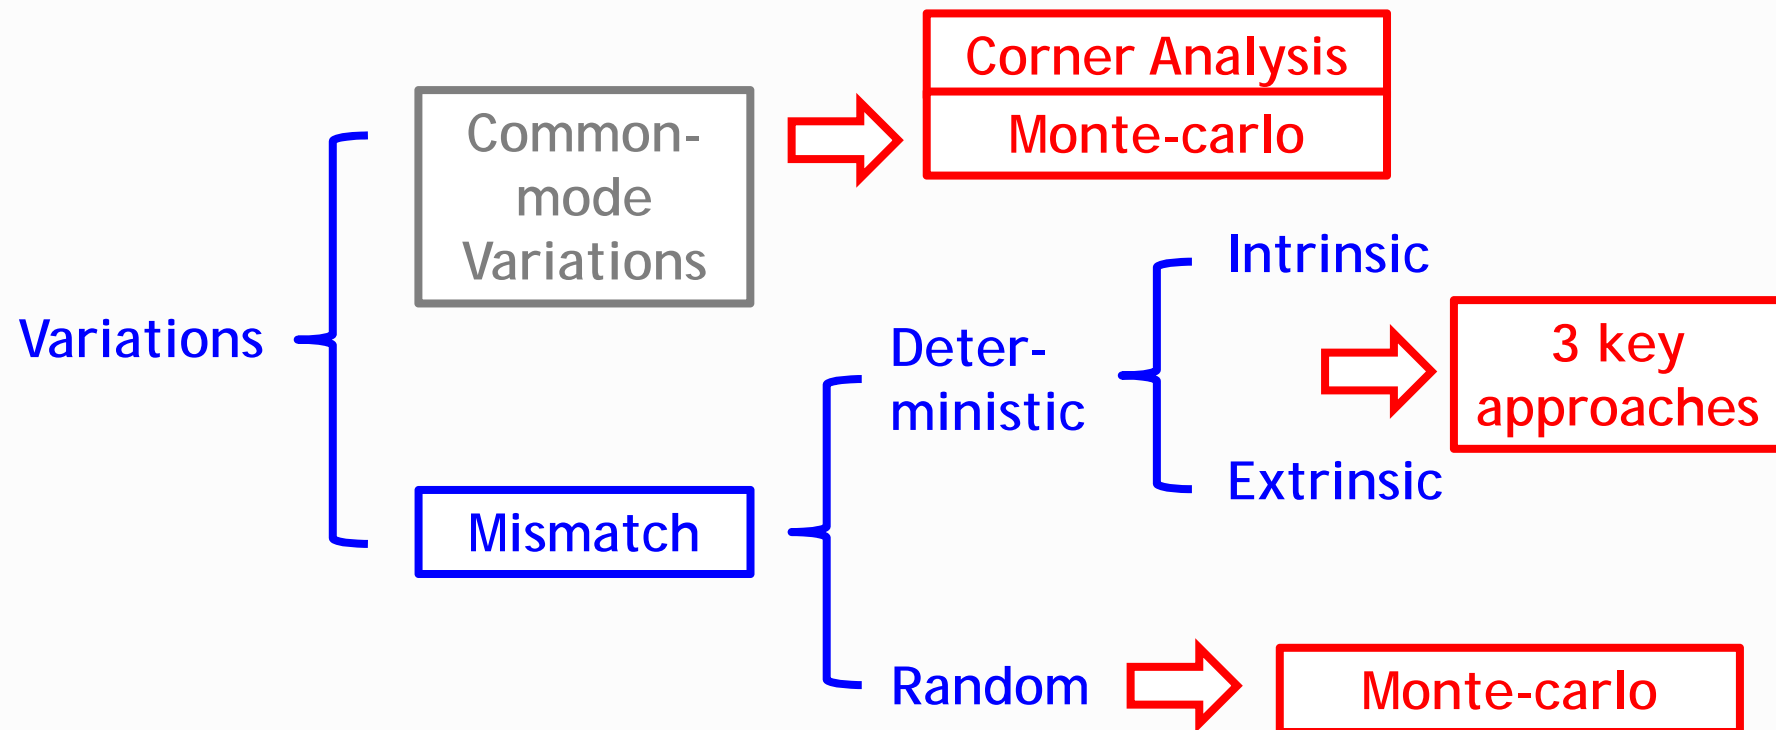 Corner Analysis
Monte-carlo
Common-
mode
Variations
Intrinsic
Variations
Deter-
ministic
3 key
approaches
Extrinsic
Mismatch
Random
Monte-carlo